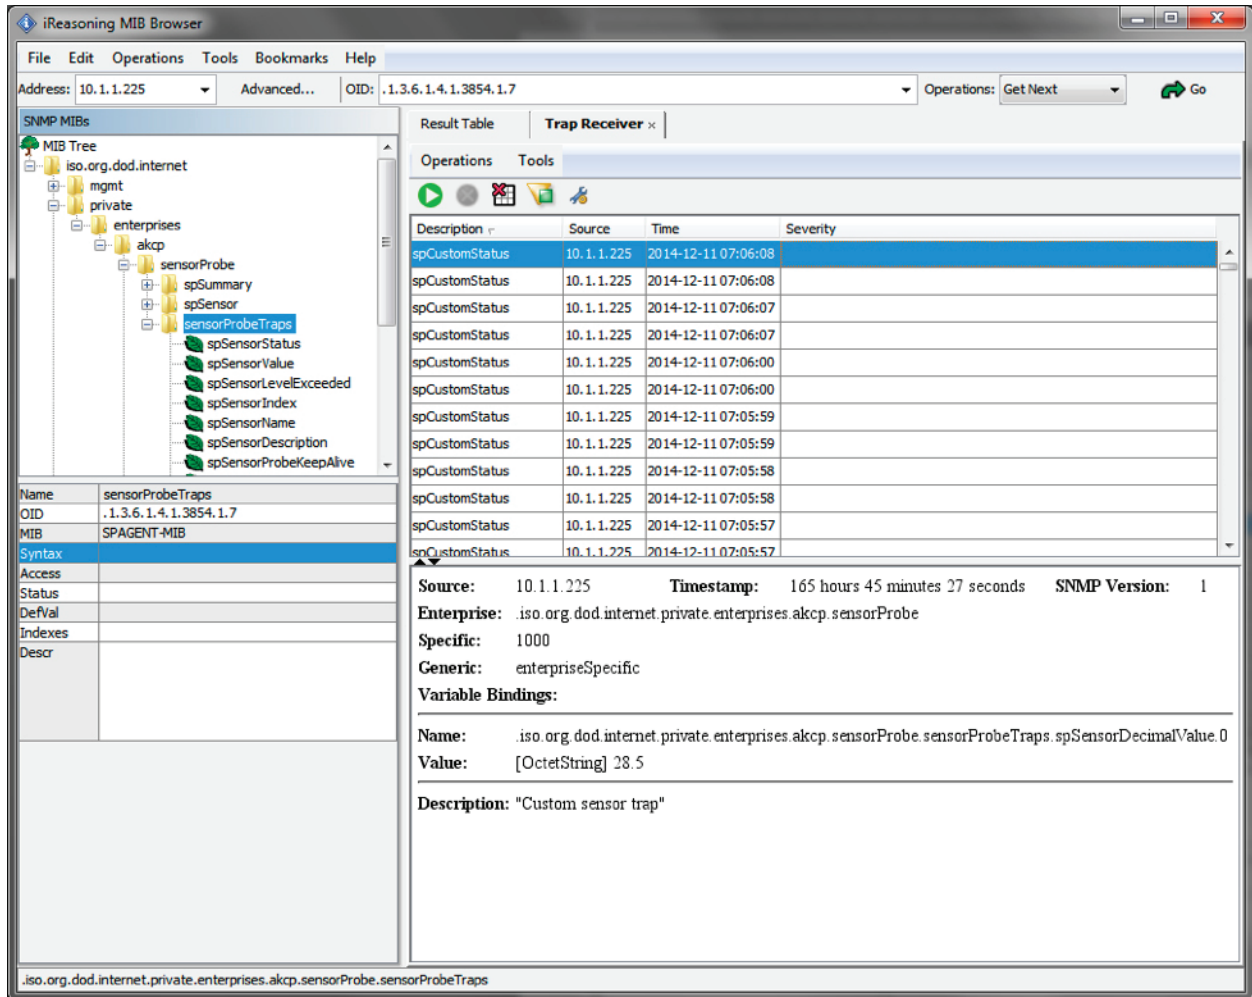 iReasoning MIB Browser
File Edit Operations Tools Bookmarks Help
Address: 10.1.1.225 Advanced... OID: .1.3.6.1.4.1.3854.1.7 Operations: Get Next Go
SNMP MIBs
MIB Tree
iso.org.dod.internet
mgmt
private
enterprises
akcp
sensorProbe
spSummary
spSensor
sensorProbeTraps
spSensorStatus
spSensorValue
spSensorLevelExceeded
spSensorIndex
spSensorName
spSensorDescription
spSensorProbeKeepAlive
Name sensorProbeTraps
OID .1.3.6.1.4.1.3854.1.7
MIB SPAGENT-MIB
Syntax
Access
Status
DefVal
Indexes
Descr
Result Table Trap Receiver ×
Operations Tools
Description Source Time Severity
spCustomStatus 10.1.1.225 2014-12-11 07:06:08
spCustomStatus 10.1.1.225 2014-12-11 07:06:08
spCustomStatus 10.1.1.225 2014-12-11 07:06:07
spCustomStatus 10.1.1.225 2014-12-11 07:06:07
spCustomStatus 10.1.1.225 2014-12-11 07:06:00
spCustomStatus 10.1.1.225 2014-12-11 07:06:00
spCustomStatus 10.1.1.225 2014-12-11 07:05:59
spCustomStatus 10.1.1.225 2014-12-11 07:05:59
spCustomStatus 10.1.1.225 2014-12-11 07:05:58
spCustomStatus 10.1.1.225 2014-12-11 07:05:58
spCustomStatus 10.1.1.225 2014-12-11 07:05:57
spCustomStatus 10.1.1.225 2014-12-11 07:05:57
Source: 10.1.1.225 Timestamp: 165 hours 45 minutes 27 seconds SNMP Version: 1
Enterprise: .iso.org.dod.internet.private.enterprises.akcp.sensorProbe
Specific: 1000
Generic: enterpriseSpecific
Variable Bindings:
Name: .iso.org.dod.internet.private.enterprises.akcp.sensorProbe.sensorProbeTraps.spSensorDecimalValue.0
Value: [OctetString] 28.5
Description: "Custom sensor trap"
.iso.org.dod.internet.private.enterprises.akcp.sensorProbe.sensorProbeTraps